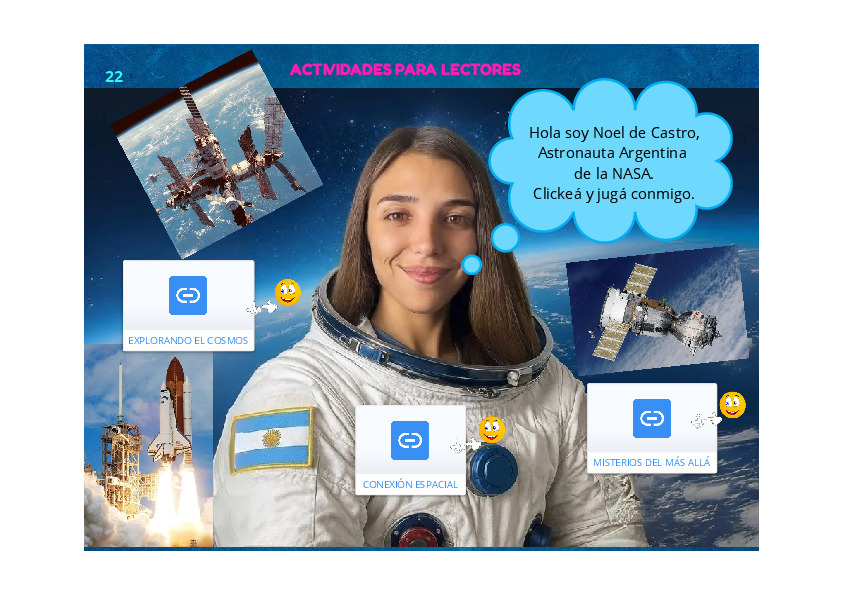 22
ACTIVIDADES PARA LECTORES
Hola soy Noel de Castro,
Astronauta Argentina
de la NASA.
Clickeá y jugá conmigo.
EXPLORANDO EL COSMOS
CONEXIÓN ESPACIAL
MISTERIOS DEL MÁS ALLÁ